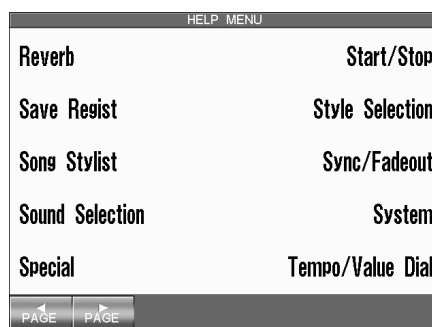 HELP MENU
Reverb Start/Stop
Save Regist Style Selection
Song Stylist Sync/Fadeout
Sound Selection System
Special Tempo/Value Dial
PAGE PAGE